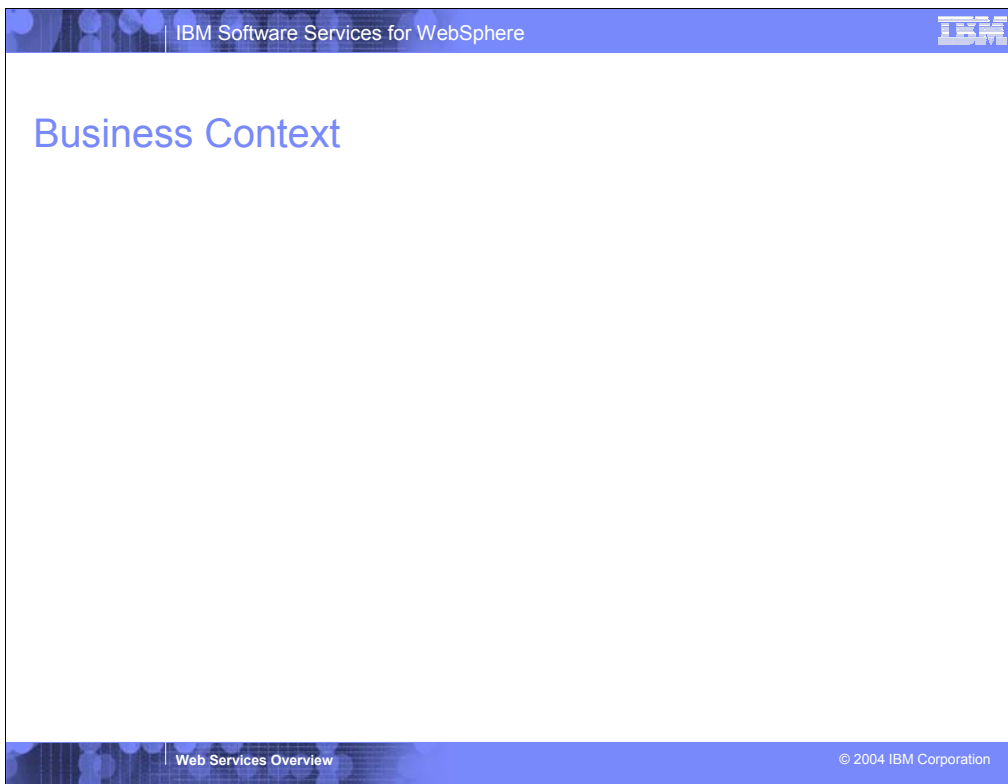 IBM Software Services for WebSphere
IBM
Business Context
Web Services Overview
© 2004 IBM Corporation